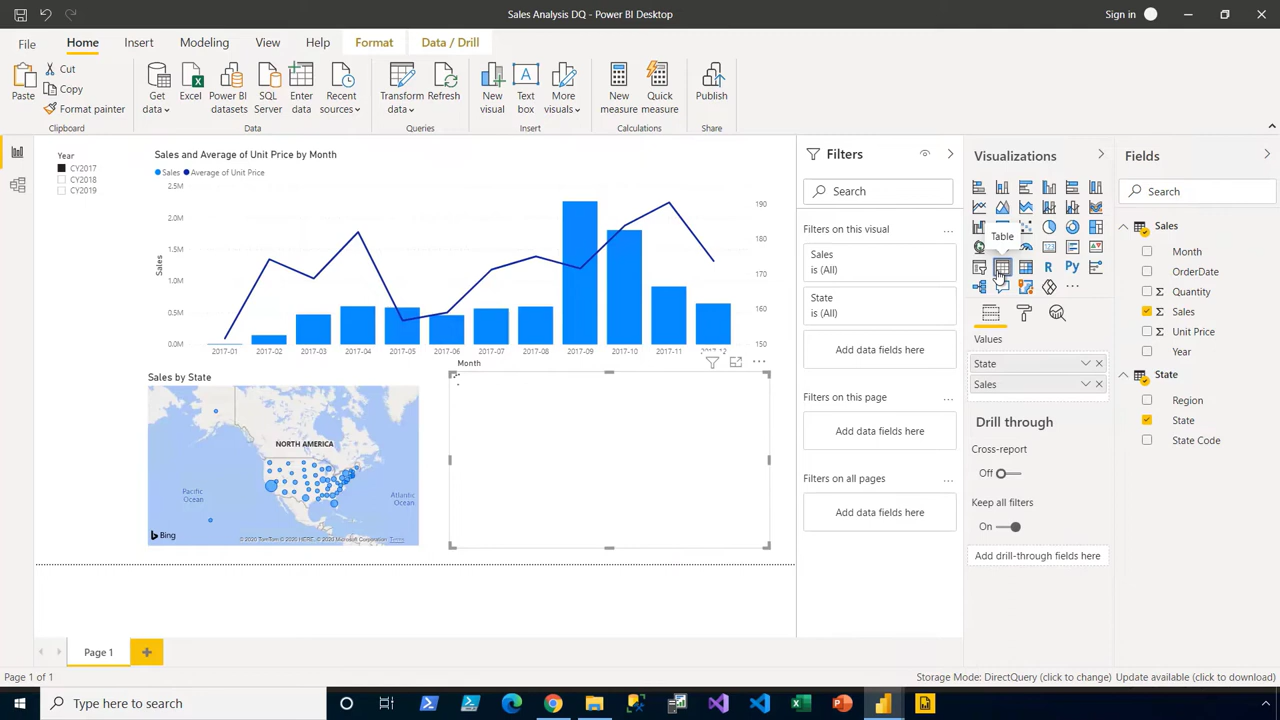 Sales Analysis DQ - Power BI Desktop
Sign in
File
Home
Insert
Modeling
View
Help
Format
Data / Drill
Paste
Cut
Copy
Format painter
Clipboard
Get
data
Excel
Power BI
datasets
SQL
Server
Enter
data
Recent
sources
Data
Transform
data
Refresh
Queries
New
visual
A
Text
box
More
visuals
Insert
New
measure
Quick
measure
Calculations
Publish
Share
Year
CY2017
CY2018
CY2019
Sales and Average of Unit Price by Month
Sales
Average of Unit Price
2.5M
2.0M
1.5M
1.0M
0.5M
0.0M
Sales
190
180
170
160
150
2017-01
2017-02
2017-03
2017-04
2017-05
2017-06
2017-07
2017-08
2017-09
2017-10
2017-11
2017-12
Month
Sales by State
NORTH AMERICA
Pacific
Ocean
Atlantic
Ocean
Bing
© 2020 TomTom © 2020 HERE, © 2020 Microsoft Corporation Terms
Filters
Search
Filters on this visual
...
Sales
is (All)
State
is (All)
Add data fields here
Filters on this page
...
Add data fields here
Filters on all pages
...
Add data fields here
Visualizations
Table
R
Py
Values
State
Sales
Drill through
Cross-report
Off
Keep all filters
On
Add drill-through fields here
Fields
Search
Sales
Month
OrderDate
Σ Quantity
Σ Sales
Σ Unit Price
Year
State
Region
State
State Code
Page 1
Page 1 of 1
Storage Mode: DirectQuery (click to change)
Update available (click to download)
Type here to search